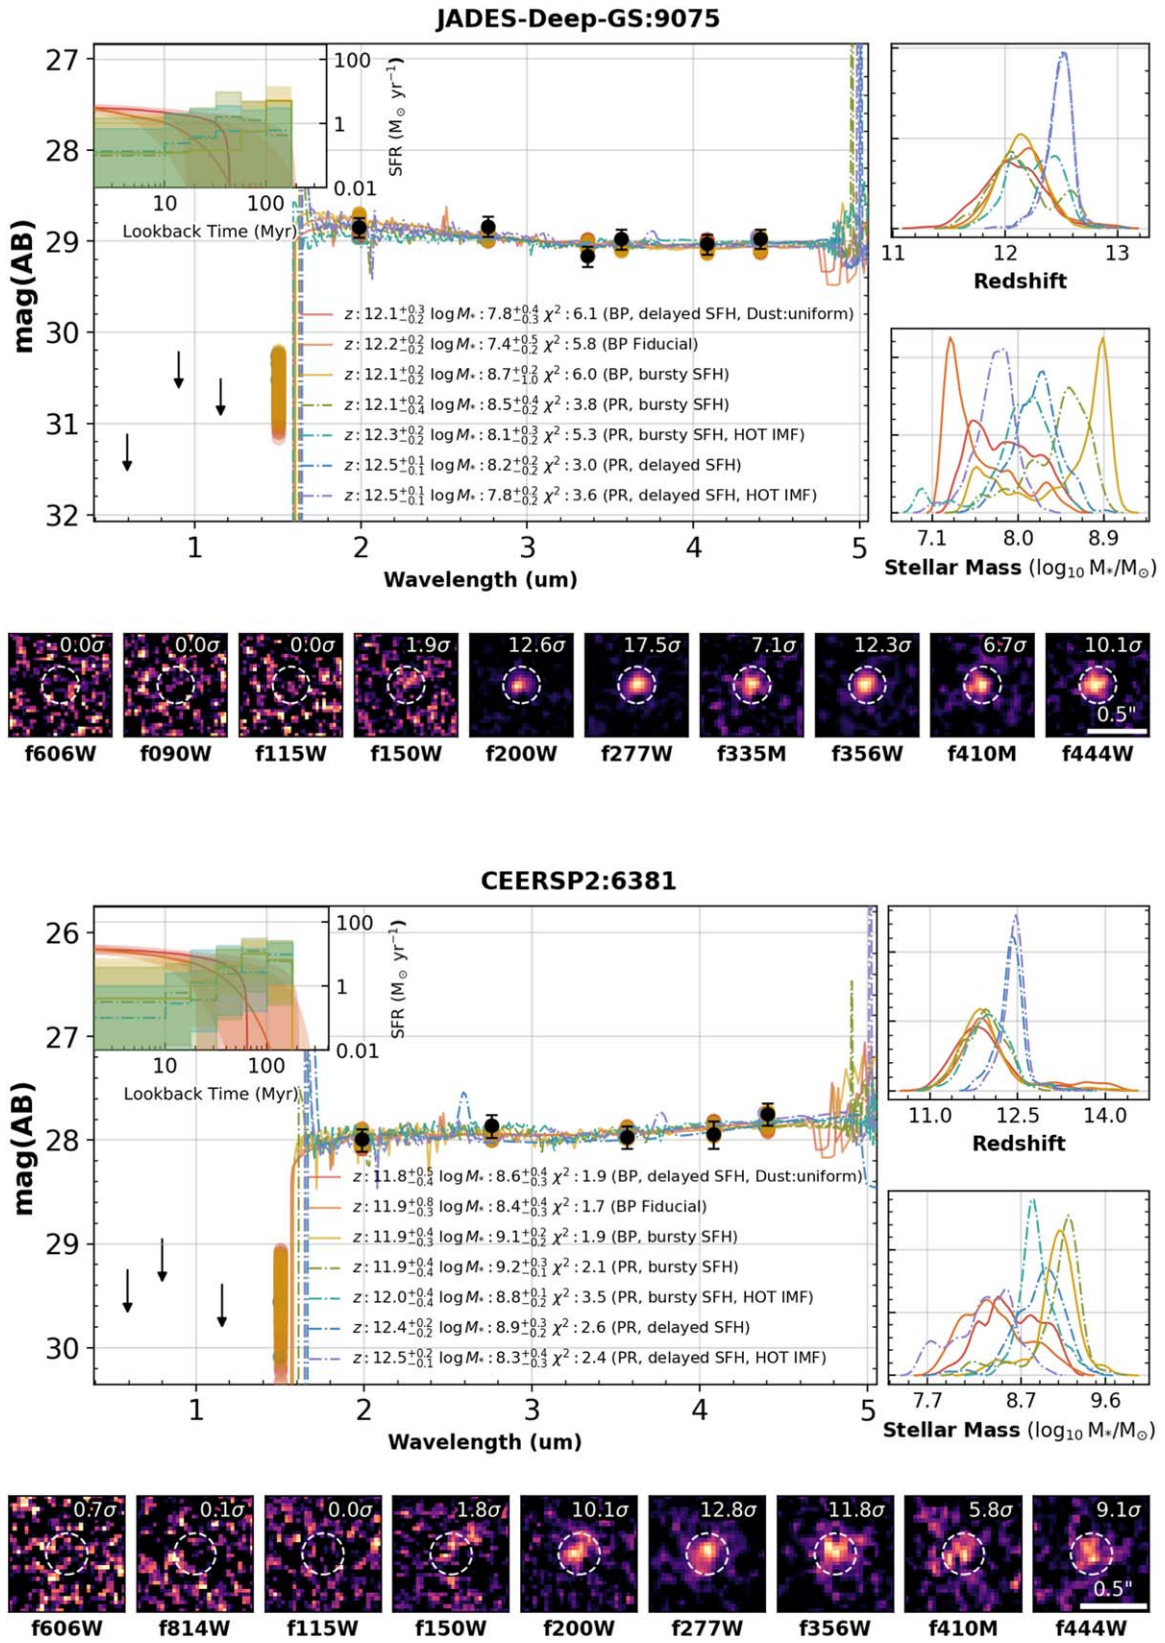 JADES-Deep-GS:9075
27
28
29
30
31
32
mag(AB)
100
1
0.01
SFR (M⊙ yr⁻¹)
10 100
Lookback Time (Myr)
z : 12.1 +0.3 −0.2 log M* : 7.8 +0.4 −0.3 χ² : 6.1 (BP, delayed SFH, Dust:uniform)
z : 12.2 +0.2 −0.2 log M* : 7.4 +0.5 −0.2 χ² : 5.8 (BP Fiducial)
z : 12.1 +0.2 −0.2 log M* : 8.7 +0.2 −1.0 χ² : 6.0 (BP, bursty SFH)
z : 12.1 +0.2 −0.4 log M* : 8.5 +0.4 −0.2 χ² : 3.8 (PR, bursty SFH)
z : 12.3 +0.2 −0.2 log M* : 8.1 +0.3 −0.2 χ² : 5.3 (PR, bursty SFH, HOT IMF)
z : 12.5 +0.1 −0.1 log M* : 8.2 +0.2 −0.2 χ² : 3.0 (PR, delayed SFH)
z : 12.5 +0.1 −0.1 log M* : 7.8 +0.2 −0.2 χ² : 3.6 (PR, delayed SFH, HOT IMF)
1 2 3 4 5
Wavelength (um)
11 12 13
Redshift
7.1 8.0 8.9
Stellar Mass (log₁₀ M*/M⊙)
0.0σ 0.0σ 0.0σ 1.9σ 12.6σ 17.5σ 7.1σ 12.3σ 6.7σ 10.1σ
0.5"
f606W f090W f115W f150W f200W f277W f335M f356W f410M f444W
CEERSP2:6381
26
27
28
29
30
mag(AB)
100
1
0.01
SFR (M⊙ yr⁻¹)
10 100
Lookback Time (Myr)
z : 11.8 +0.5 −0.4 log M* : 8.6 +0.4 −0.3 χ² : 1.9 (BP, delayed SFH, Dust:uniform)
z : 11.9 +0.8 −0.3 log M* : 8.4 +0.4 −0.3 χ² : 1.7 (BP Fiducial)
z : 11.9 +0.4 −0.3 log M* : 9.1 +0.2 −0.2 χ² : 1.9 (BP, bursty SFH)
z : 11.9 +0.4 −0.4 log M* : 9.2 +0.3 −0.1 χ² : 2.1 (PR, bursty SFH)
z : 12.0 +0.4 −0.4 log M* : 8.8 +0.1 −0.2 χ² : 3.5 (PR, bursty SFH, HOT IMF)
z : 12.4 +0.2 −0.2 log M* : 8.9 +0.3 −0.2 χ² : 2.6 (PR, delayed SFH)
z : 12.5 +0.2 −0.1 log M* : 8.3 +0.4 −0.3 χ² : 2.4 (PR, delayed SFH, HOT IMF)
1 2 3 4 5
Wavelength (um)
11.0 12.5 14.0
Redshift
7.7 8.7 9.6
Stellar Mass (log₁₀ M*/M⊙)
0.7σ 0.1σ 0.0σ 1.8σ 10.1σ 12.8σ 11.8σ 5.8σ 9.1σ
0.5"
f606W f814W f115W f150W f200W f277W f356W f410M f444W